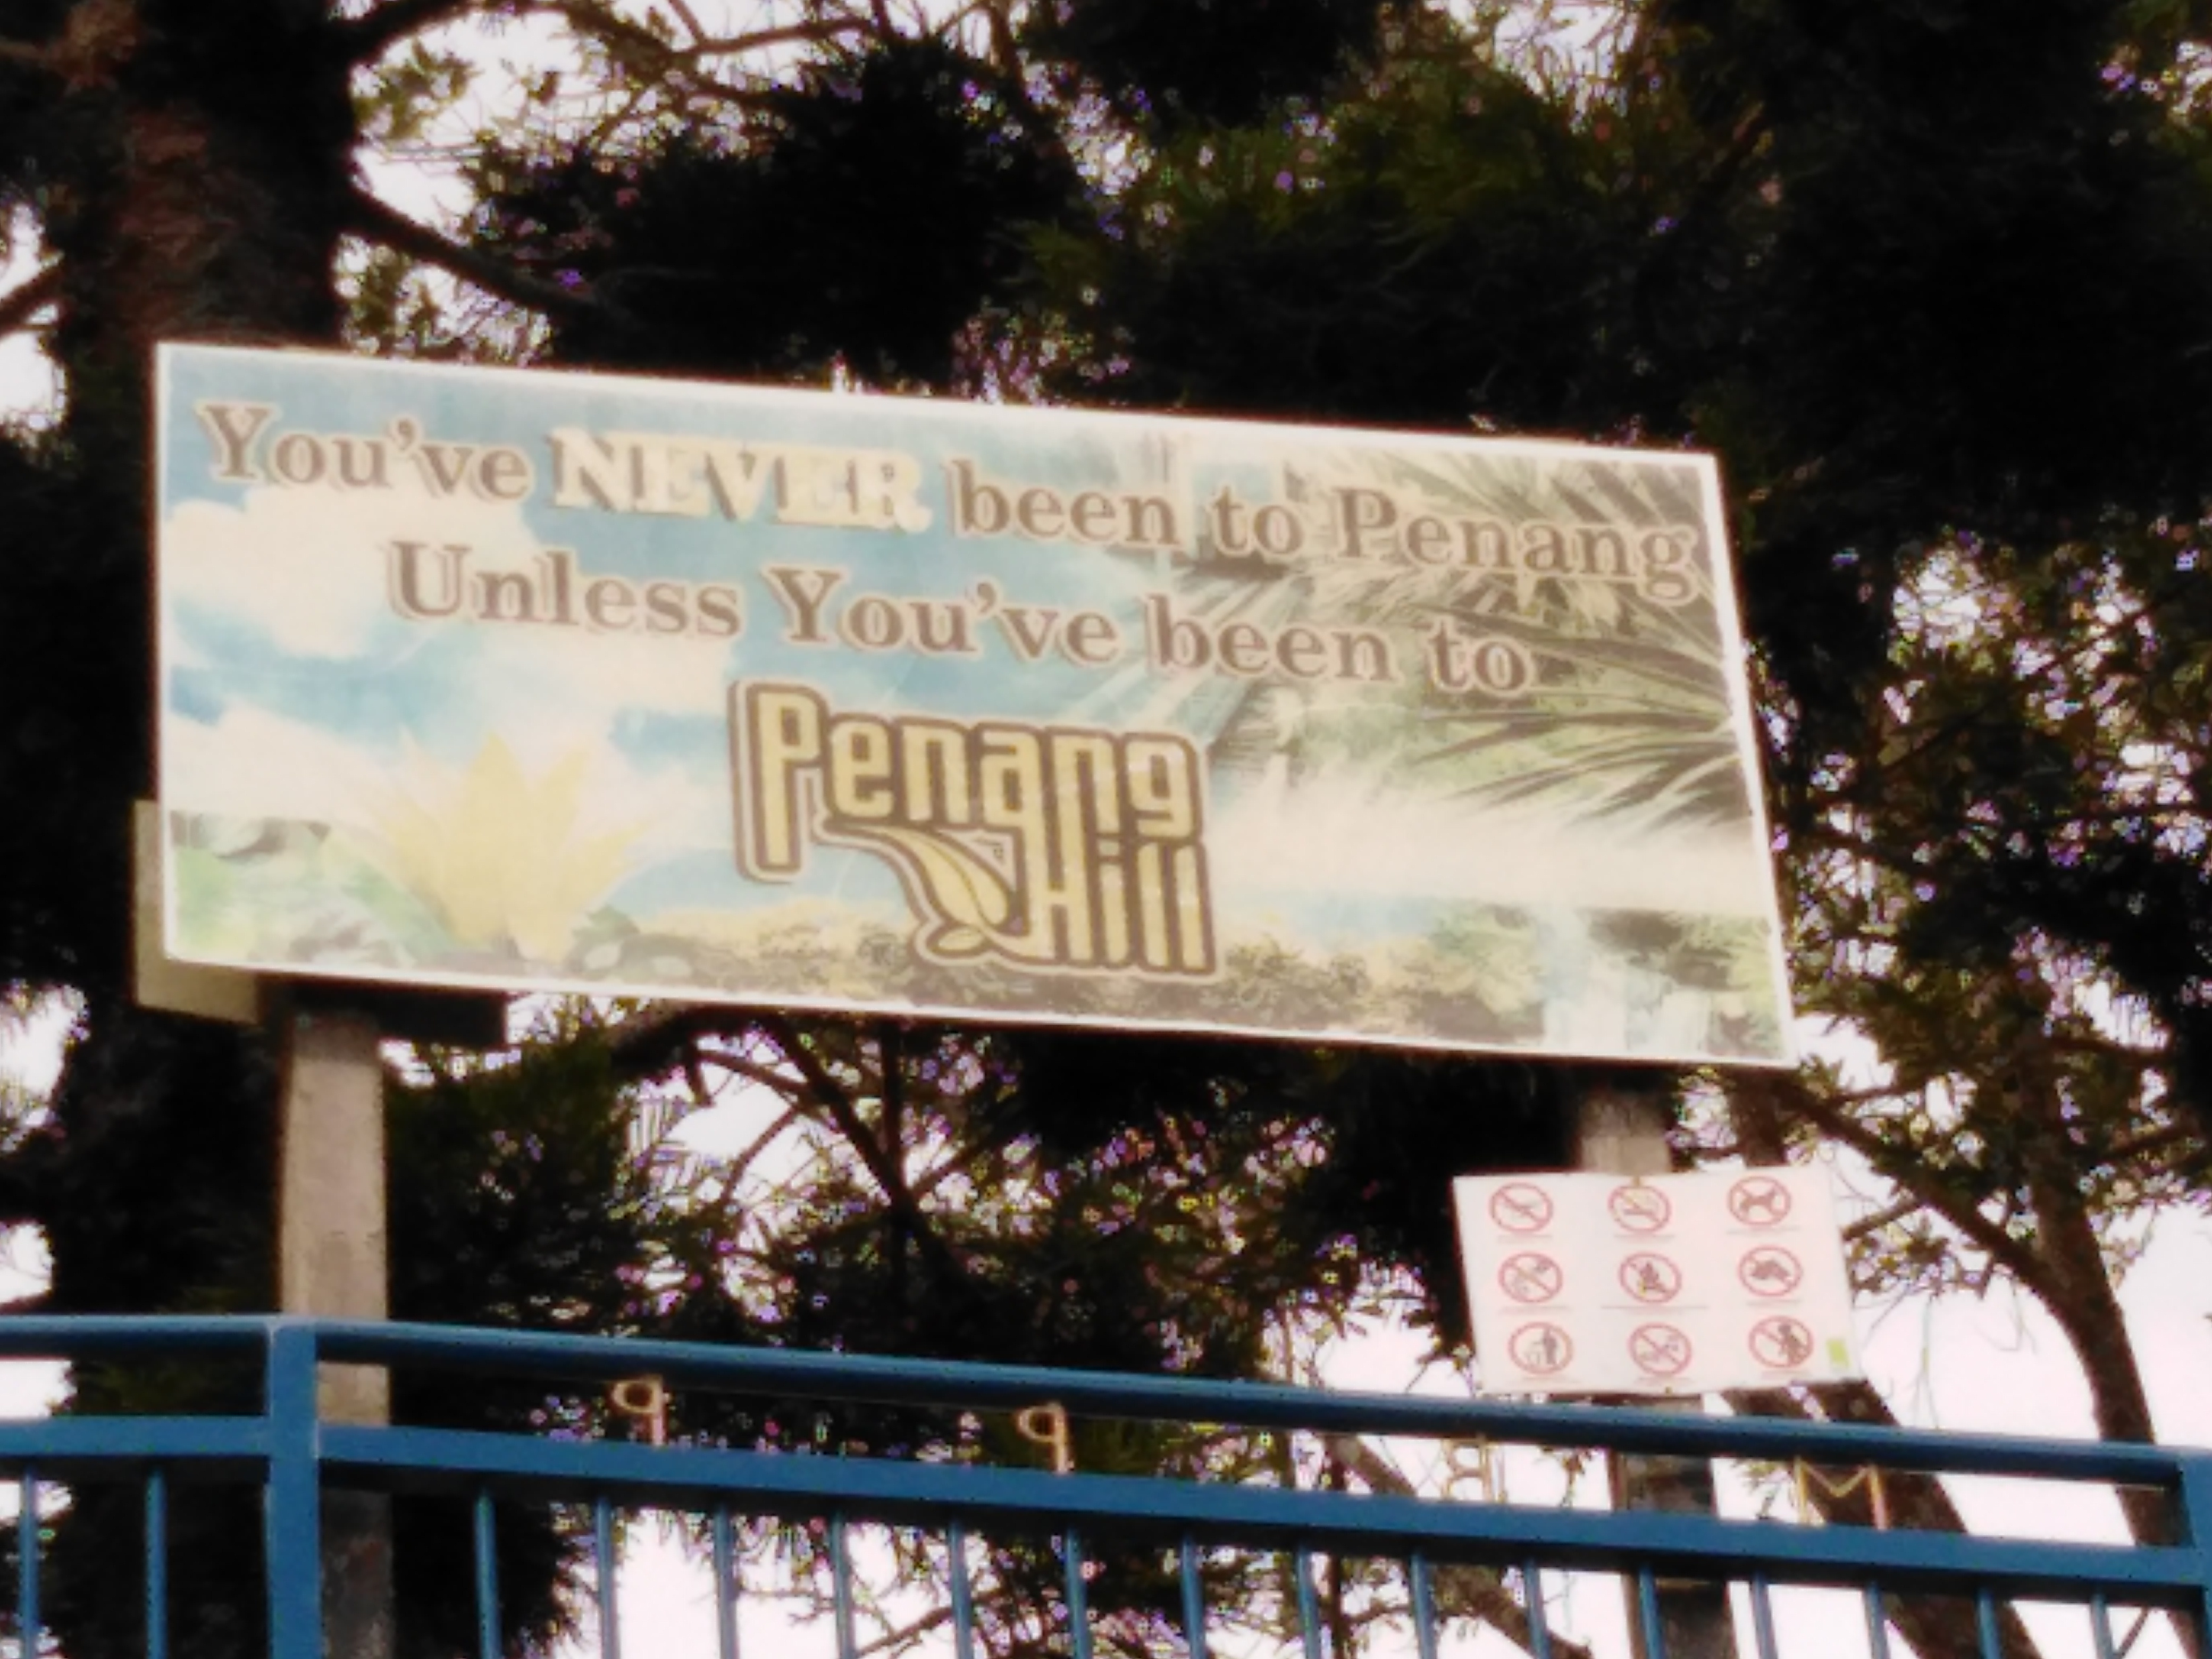 You've NEVER been to Penang
Unless You've been to
Penang
Hill